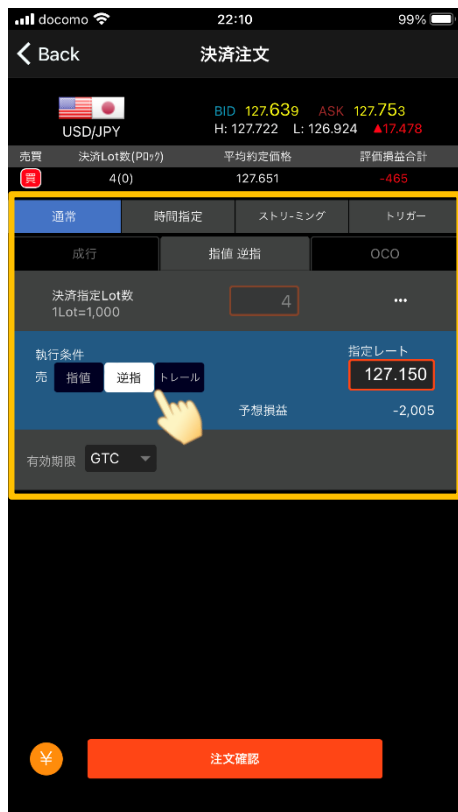 docomo 22:10 99%
Back 決済注文
BID 127.639 ASK 127.753
USD/JPY H: 127.722 L: 126.924 ▲17.478
売買 決済Lot数(Pロック) 平均約定価格 評価損益合計
買 4(0) 127.651 -465
通常 時間指定 ストリ-ミング トリガー
成行 指値 逆指 OCO
決済指定Lot数 4 •••
1Lot=1,000
執行条件 指定レート
売 指値 逆指 トレール 127.150
予想損益 -2,005
有効期限 GTC
¥ 注文確認